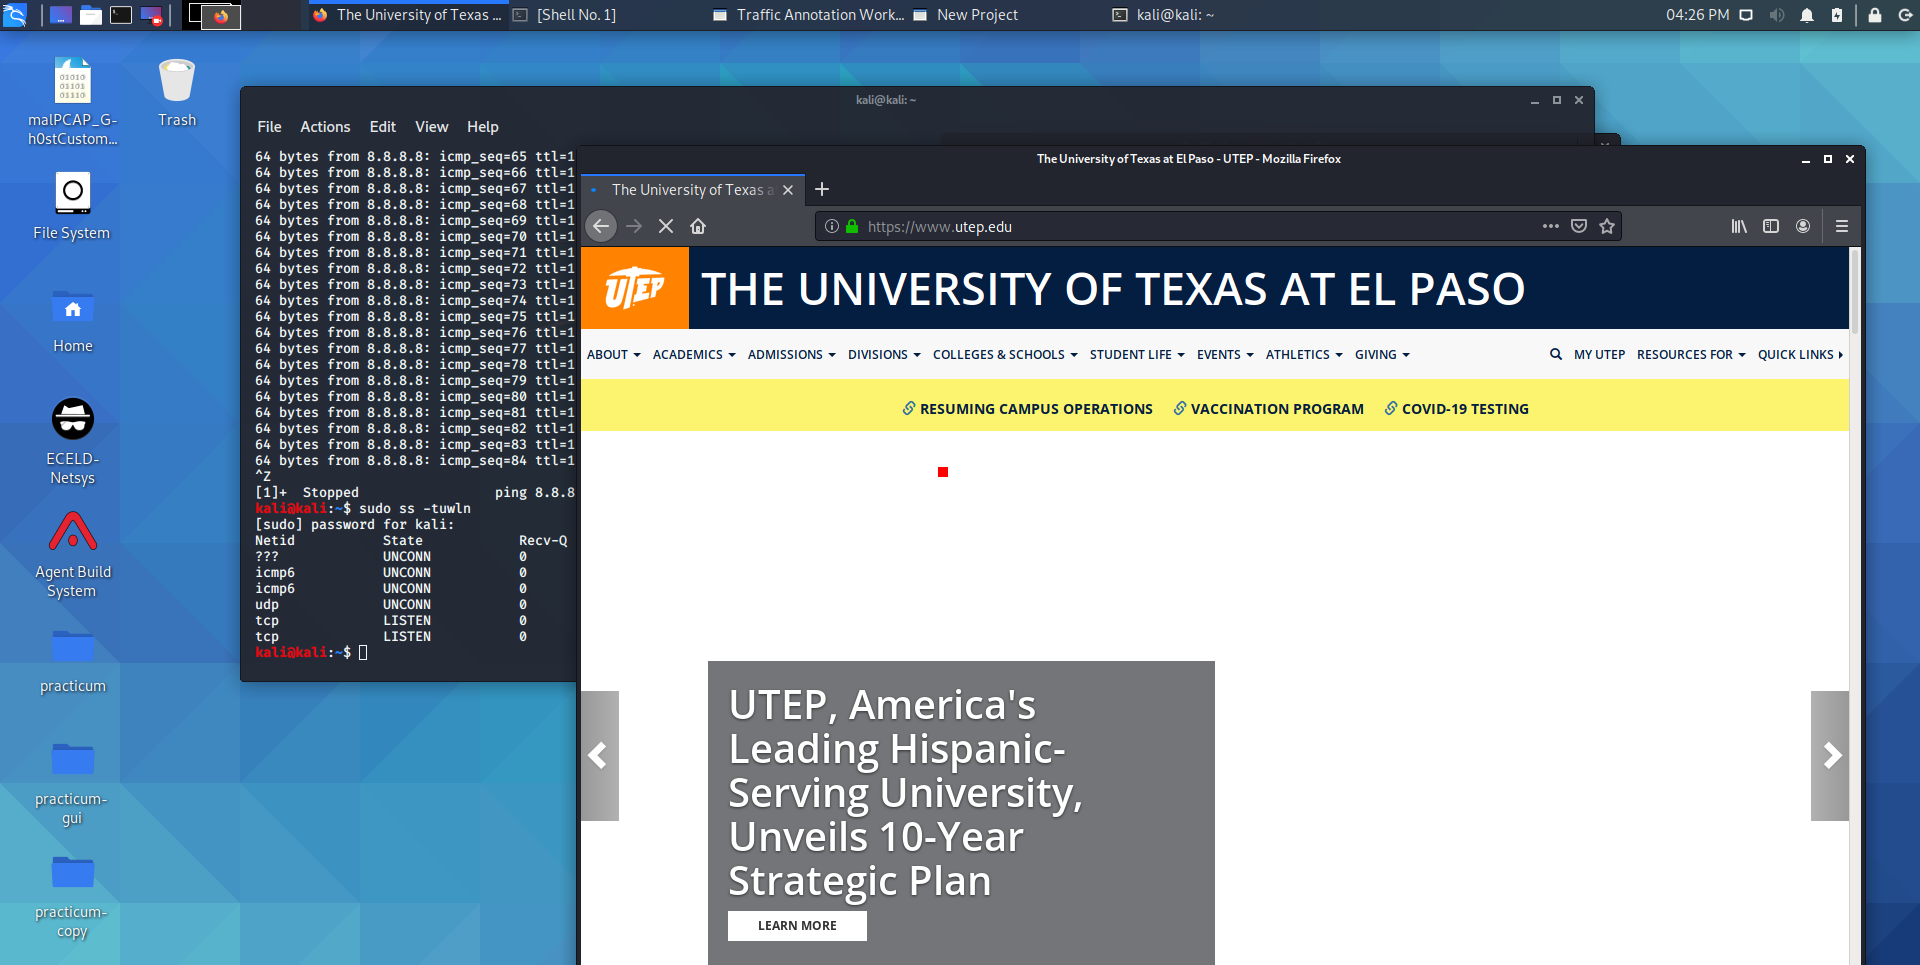 The University of Texas ...
[Shell No. 1]
Traffic Annotation Work...
New Project
kali@kali: ~
04:26 PM
malPCAP_G-
h0stCustom...
Trash
File System
Home
ECELD-
Netsys
Agent Build
System
practicum
practicum-
gui
practicum-
copy
kali@kali: ~
File Actions Edit View Help
64 bytes from 8.8.8.8: icmp_seq=65 ttl=1
64 bytes from 8.8.8.8: icmp_seq=66 ttl=1
64 bytes from 8.8.8.8: icmp_seq=67 ttl=1
64 bytes from 8.8.8.8: icmp_seq=68 ttl=1
64 bytes from 8.8.8.8: icmp_seq=69 ttl=1
64 bytes from 8.8.8.8: icmp_seq=70 ttl=1
64 bytes from 8.8.8.8: icmp_seq=71 ttl=1
64 bytes from 8.8.8.8: icmp_seq=72 ttl=1
64 bytes from 8.8.8.8: icmp_seq=73 ttl=1
64 bytes from 8.8.8.8: icmp_seq=74 ttl=1
64 bytes from 8.8.8.8: icmp_seq=75 ttl=1
64 bytes from 8.8.8.8: icmp_seq=76 ttl=1
64 bytes from 8.8.8.8: icmp_seq=77 ttl=1
64 bytes from 8.8.8.8: icmp_seq=78 ttl=1
64 bytes from 8.8.8.8: icmp_seq=79 ttl=1
64 bytes from 8.8.8.8: icmp_seq=80 ttl=1
64 bytes from 8.8.8.8: icmp_seq=81 ttl=1
64 bytes from 8.8.8.8: icmp_seq=82 ttl=1
64 bytes from 8.8.8.8: icmp_seq=83 ttl=1
64 bytes from 8.8.8.8: icmp_seq=84 ttl=1
^Z
[1]+  Stopped                 ping 8.8.8
kali@kali:~$ sudo ss -tuwln
[sudo] password for kali:
Netid State Recv-Q
??? UNCONN 0
icmp6 UNCONN 0
icmp6 UNCONN 0
udp UNCONN 0
tcp LISTEN 0
tcp LISTEN 0
kali@kali:~$
The University of Texas at El Paso - UTEP - Mozilla Firefox
The University of Texas a
https://www.utep.edu
UTEP
THE UNIVERSITY OF TEXAS AT EL PASO
ABOUT ACADEMICS ADMISSIONS DIVISIONS COLLEGES & SCHOOLS STUDENT LIFE EVENTS ATHLETICS GIVING MY UTEP RESOURCES FOR QUICK LINKS
RESUMING CAMPUS OPERATIONS VACCINATION PROGRAM COVID-19 TESTING
UTEP, America's
Leading Hispanic-
Serving University,
Unveils 10-Year
Strategic Plan
LEARN MORE